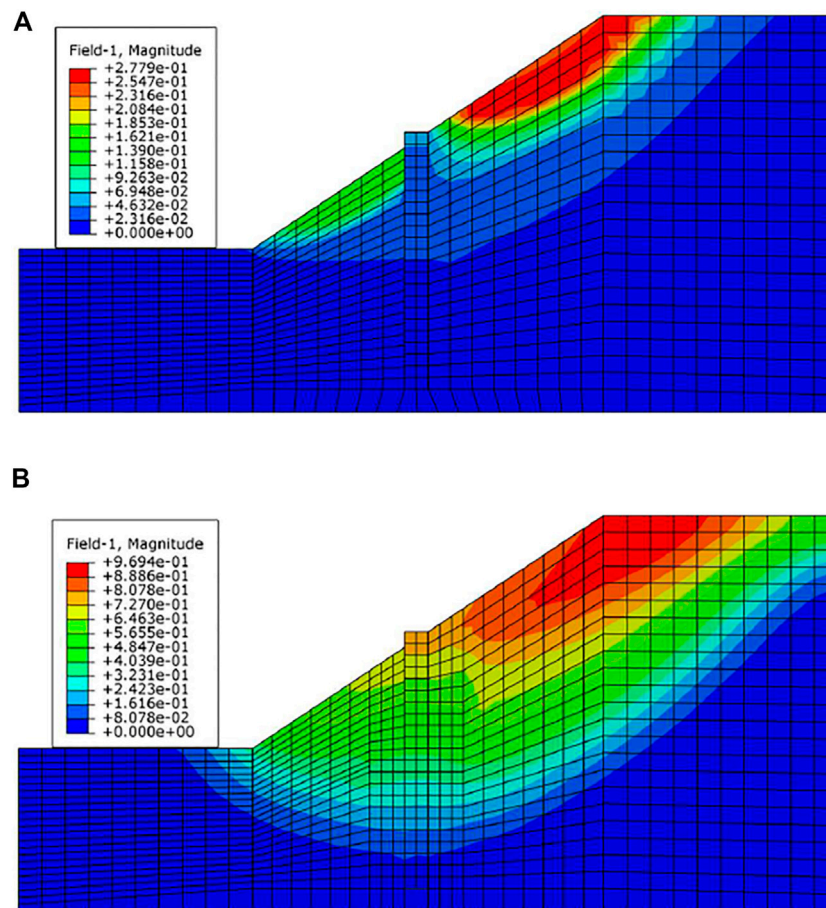 A
Field-1, Magnitude
+2.779e-01
+2.547e-01
+2.316e-01
+2.084e-01
+1.853e-01
+1.621e-01
+1.390e-01
+1.158e-01
+9.263e-02
+6.948e-02
+4.632e-02
+2.316e-02
+0.000e+00
B
Field-1, Magnitude
+9.694e-01
+8.886e-01
+8.078e-01
+7.270e-01
+6.463e-01
+5.655e-01
+4.847e-01
+4.039e-01
+3.231e-01
+2.423e-01
+1.616e-01
+8.078e-02
+0.000e+00